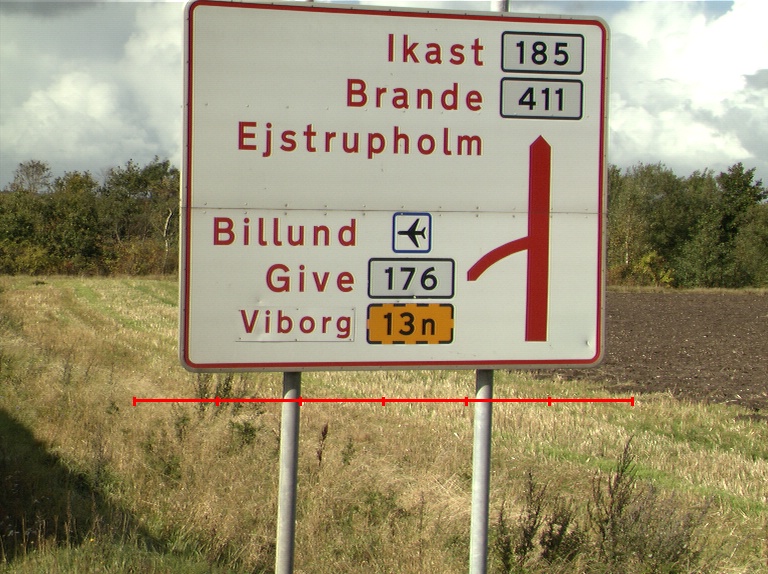 Ikast 185
Brande 411
Ejstrupholm
Billund
Give 176
Viborg 13n